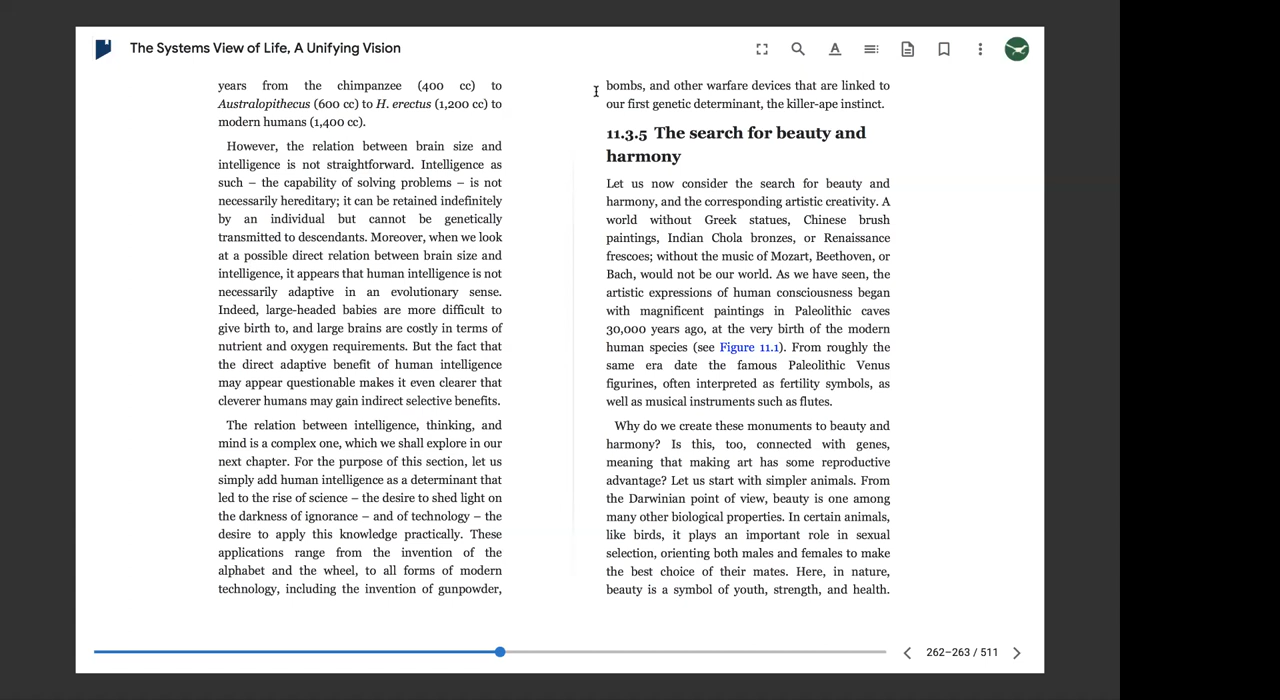 The Systems View of Life, A Unifying Vision
years from the chimpanzee (400 cc) to
Australopithecus (600 cc) to H. erectus (1,200 cc) to
modern humans (1,400 cc).
However, the relation between brain size and
intelligence is not straightforward. Intelligence as
such – the capability of solving problems – is not
necessarily hereditary; it can be retained indefinitely
by an individual but cannot be genetically
transmitted to descendants. Moreover, when we look
at a possible direct relation between brain size and
intelligence, it appears that human intelligence is not
necessarily adaptive in an evolutionary sense.
Indeed, large-headed babies are more difficult to
give birth to, and large brains are costly in terms of
nutrient and oxygen requirements. But the fact that
the direct adaptive benefit of human intelligence
may appear questionable makes it even clearer that
cleverer humans may gain indirect selective benefits.
The relation between intelligence, thinking, and
mind is a complex one, which we shall explore in our
next chapter. For the purpose of this section, let us
simply add human intelligence as a determinant that
led to the rise of science – the desire to shed light on
the darkness of ignorance – and of technology – the
desire to apply this knowledge practically. These
applications range from the invention of the
alphabet and the wheel, to all forms of modern
technology, including the invention of gunpowder,
bombs, and other warfare devices that are linked to
our first genetic determinant, the killer-ape instinct.
11.3.5 The search for beauty and
harmony
Let us now consider the search for beauty and
harmony, and the corresponding artistic creativity. A
world without Greek statues, Chinese brush
paintings, Indian Chola bronzes, or Renaissance
frescoes; without the music of Mozart, Beethoven, or
Bach, would not be our world. As we have seen, the
artistic expressions of human consciousness began
with magnificent paintings in Paleolithic caves
30,000 years ago, at the very birth of the modern
human species (see Figure 11.1). From roughly the
same era date the famous Paleolithic Venus
figurines, often interpreted as fertility symbols, as
well as musical instruments such as flutes.
Why do we create these monuments to beauty and
harmony? Is this, too, connected with genes,
meaning that making art has some reproductive
advantage? Let us start with simpler animals. From
the Darwinian point of view, beauty is one among
many other biological properties. In certain animals,
like birds, it plays an important role in sexual
selection, orienting both males and females to make
the best choice of their mates. Here, in nature,
beauty is a symbol of youth, strength, and health.
262–263 / 511